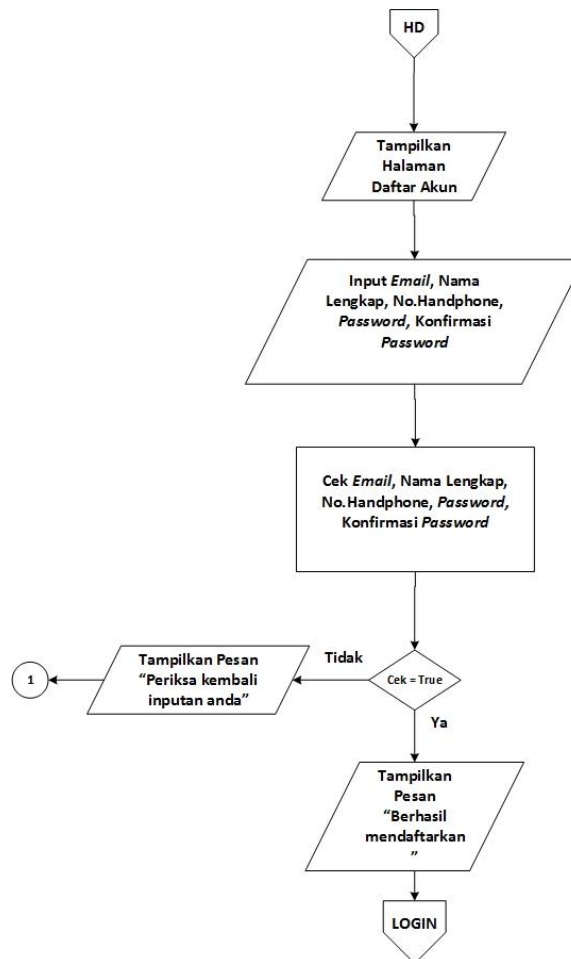 HD
Tampilkan
Halaman
Daftar Akun
Input Email, Nama
Lengkap, No.Handphone,
Password, Konfirmasi
Password
Cek Email, Nama Lengkap,
No.Handphone, Password,
Konfirmasi Password
Cek = True
Tidak
Tampilkan Pesan
“Periksa kembali
inputan anda”
1
Ya
Tampilkan
Pesan
“Berhasil
mendaftarkan
”
LOGIN